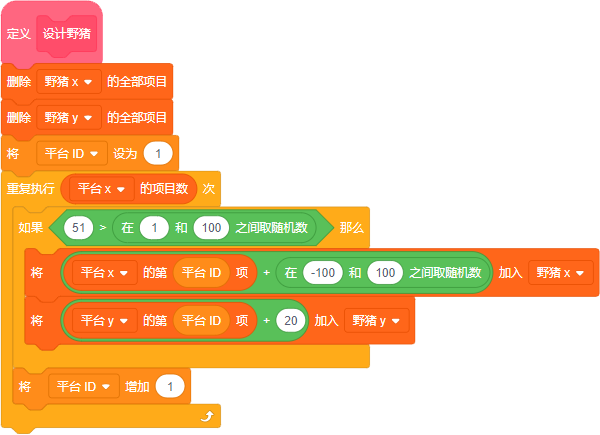 定义 设计野猪
删除 野猪 x 的全部项目
删除 野猪 y 的全部项目
将 平台 ID 设为 1
重复执行 平台 x 的项目数 次
如果 51 > 在 1 和 100 之间取随机数 那么
将 平台 x 的第 平台 ID 项 + 在 -100 和 100 之间取随机数 加入 野猪 x
将 平台 y 的第 平台 ID 项 + 20 加入 野猪 y
将 平台 ID 增加 1